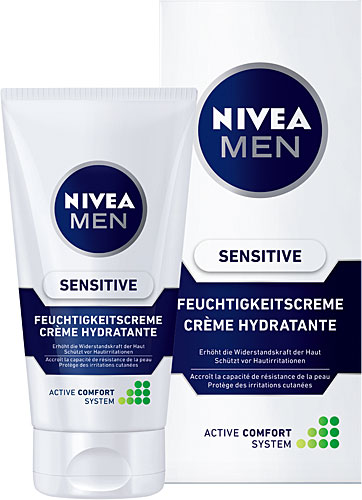 NIVEA
MEN
SENSITIVE
FEUCHTIGKEITSCREME
CRÈME HYDRATANTE
Erhöht die Widerstandskraft der Haut
Schützt vor Hautirritationen
Accroît la capacité de résistance de la peau
Protège des irritations cutanées
ACTIVE COMFORT
SYSTEM
NIVEA
MEN
SENSITIVE
FEUCHTIGKEITSCREME
CRÈME HYDRATANTE
Erhöht die Widerstandskraft der Haut
Schützt vor Hautirritationen
Accroît la capacité de résistance de la peau
Protège des irritations cutanées
ACTIVE COMFORT
SYSTEM